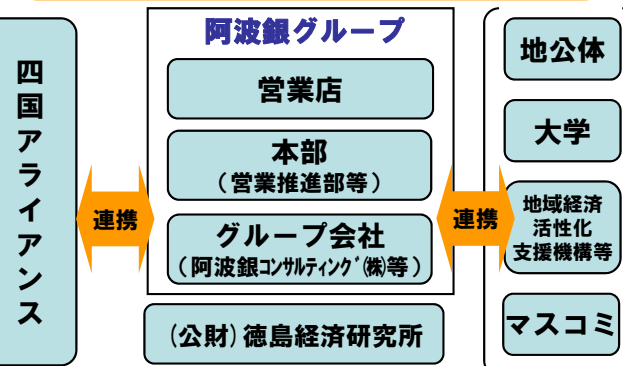 四国アライアンス
連携
阿波銀グループ
営業店
本部
（営業推進部等）
グループ会社
（阿波銀ｺﾝｻﾙﾃｨﾝｸﾞ㈱等）
(公財)徳島経済研究所
連携
地公体
大学
地域経済
活性化
支援機構等
マスコミ